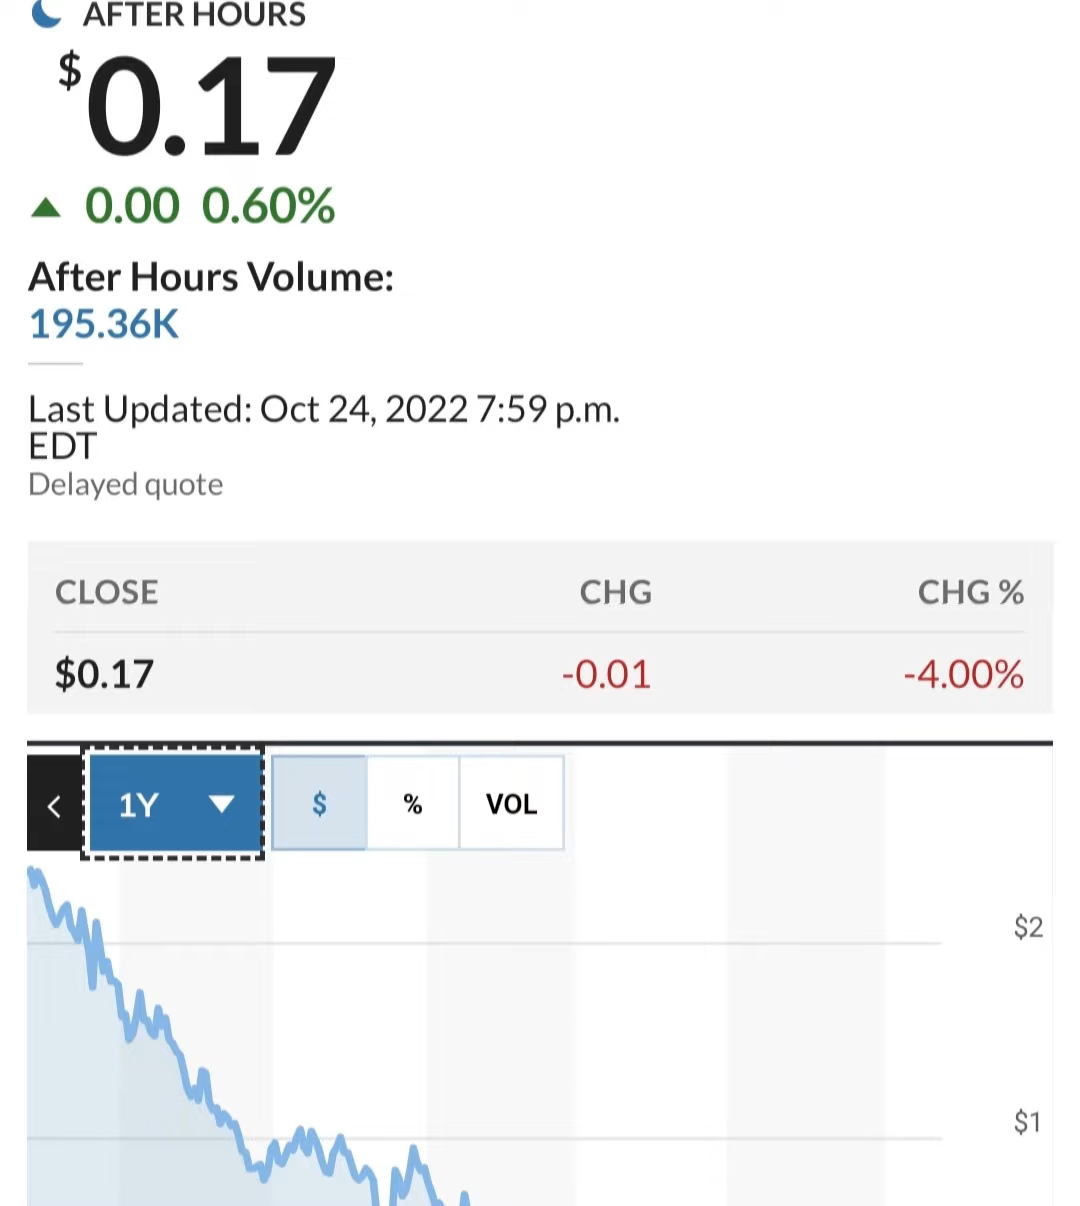 AFTER HOURS
$0.17
0.00 0.60%
After Hours Volume:
195.36K
Last Updated: Oct 24, 2022 7:59 p.m.
EDT
Delayed quote
CLOSE CHG CHG %
$0.17 -0.01 -4.00%
< 1Y $ % VOL
$2
$1